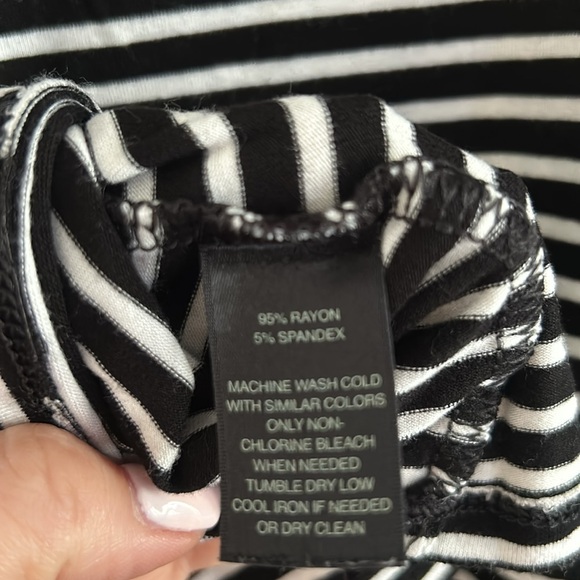 95% RAYON
5% SPANDEX
MACHINE WASH COLD
WITH SIMILAR COLORS
ONLY NON-
CHLORINE BLEACH
WHEN NEEDED
TUMBLE DRY LOW
COOL IRON IF NEEDED
OR DRY CLEAN